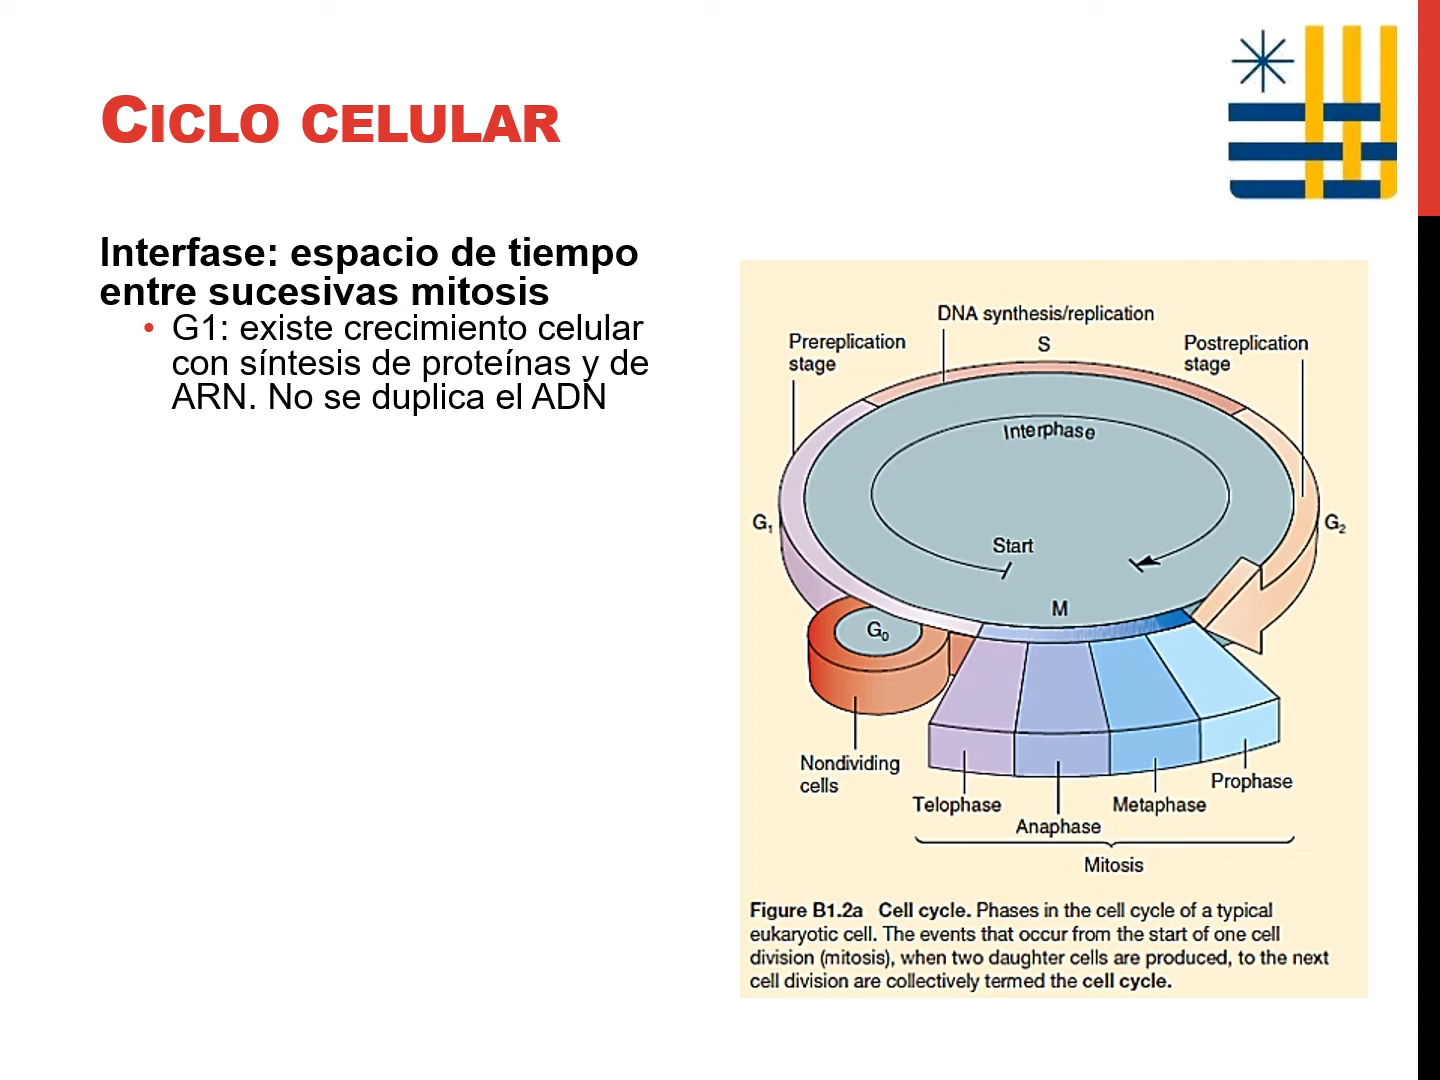 CICLO CELULAR
Interfase: espacio de tiempo
entre sucesivas mitosis
• G1: existe crecimiento celular
con síntesis de proteínas y de
ARN. No se duplica el ADN
DNA synthesis/replication
Prereplication
stage
S
Postreplication
stage
Interphase
G1
G2
Start
M
G0
Nondividing
cells
Telophase
Anaphase
Metaphase
Prophase
Mitosis
Figure B1.2a Cell cycle. Phases in the cell cycle of a typical
eukaryotic cell. The events that occur from the start of one cell
division (mitosis), when two daughter cells are produced, to the next
cell division are collectively termed the cell cycle.